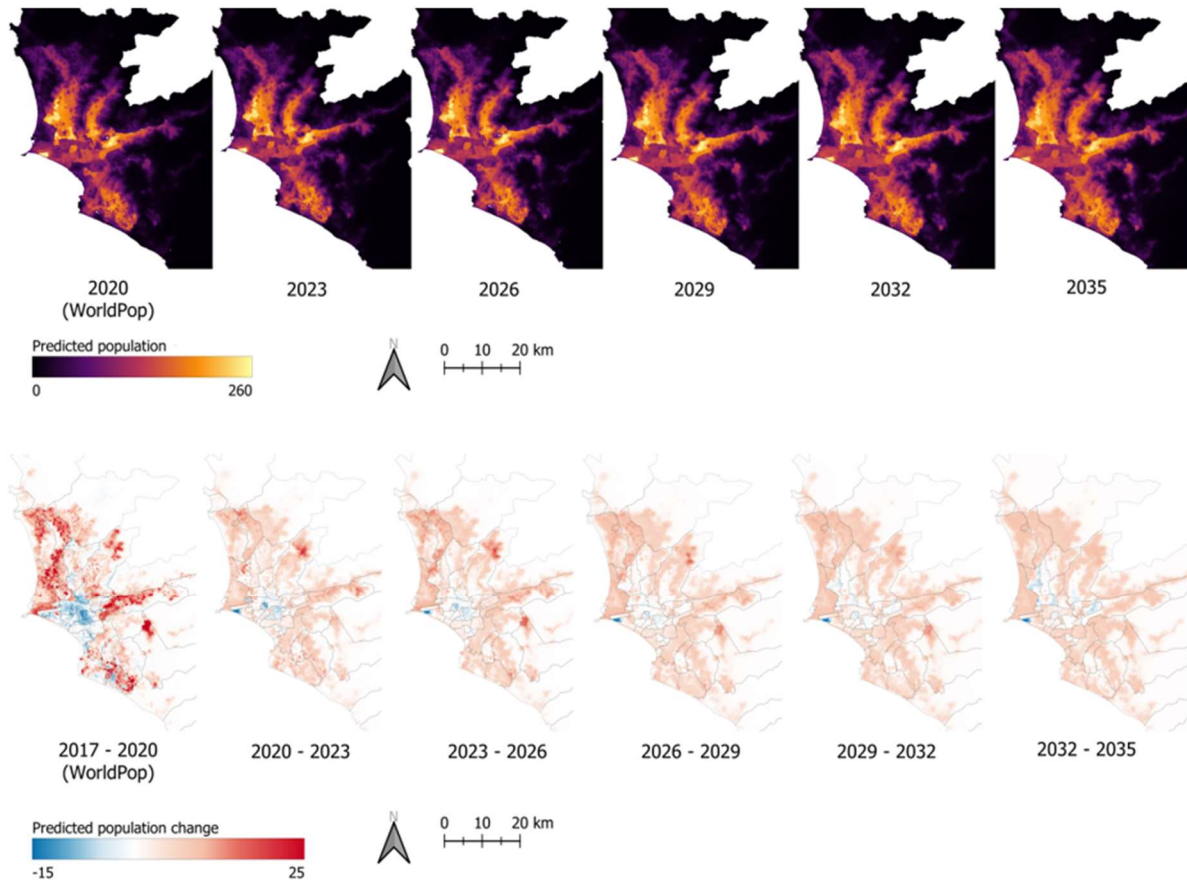 2020
(WorldPop)
2023
2026
2029
2032
2035
Predicted population
0
260
N
0 10 20 km
2017 - 2020
(WorldPop)
2020 - 2023
2023 - 2026
2026 - 2029
2029 - 2032
2032 - 2035
Predicted population change
-15
25
N
0 10 20 km